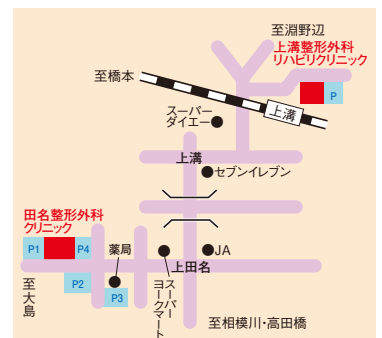 至淵野辺
上溝整形外科
リハビリクリニック
至橋本
P
上溝
スーパー
ダイエー
上溝
セブンイレブン
田名整形外科
クリニック
P1
P4
薬局
JA
上田名
P2
P3
至大島
スーパー
ヨークマート
至相模川・高田橋